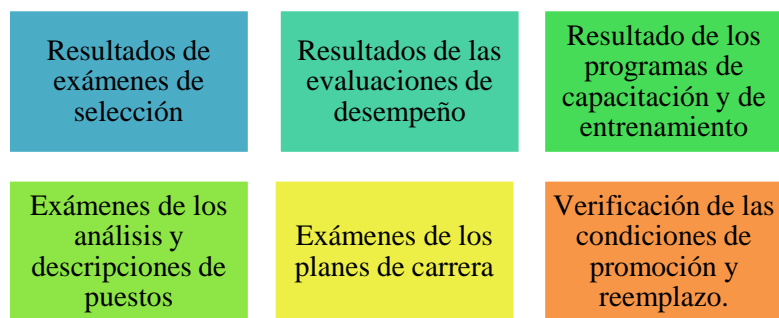 Resultados de
exámenes de
selección
Resultados de las
evaluaciones de
desempeño
Resultado de los
programas de
capacitación y de
entrenamiento
Exámenes de los
análisis y
descripciones de
puestos
Exámenes de los
planes de carrera
Verificación de las
condiciones de
promoción y
reemplazo.